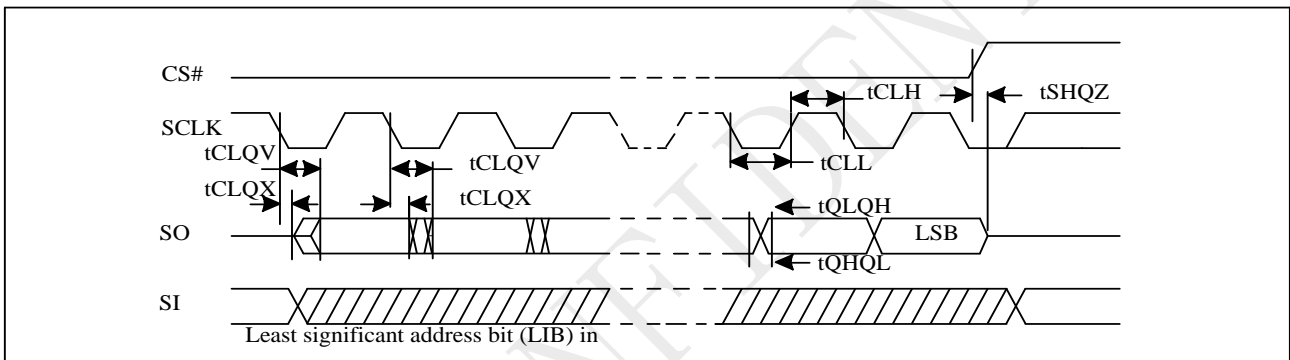 CS#
tCLH
tSHQZ
SCLK
tCLQV
tCLQV
tCLL
tCLQX
tCLQX
tQLQH
SO
LSB
tQHQL
SI
Least significant address bit (LIB) in